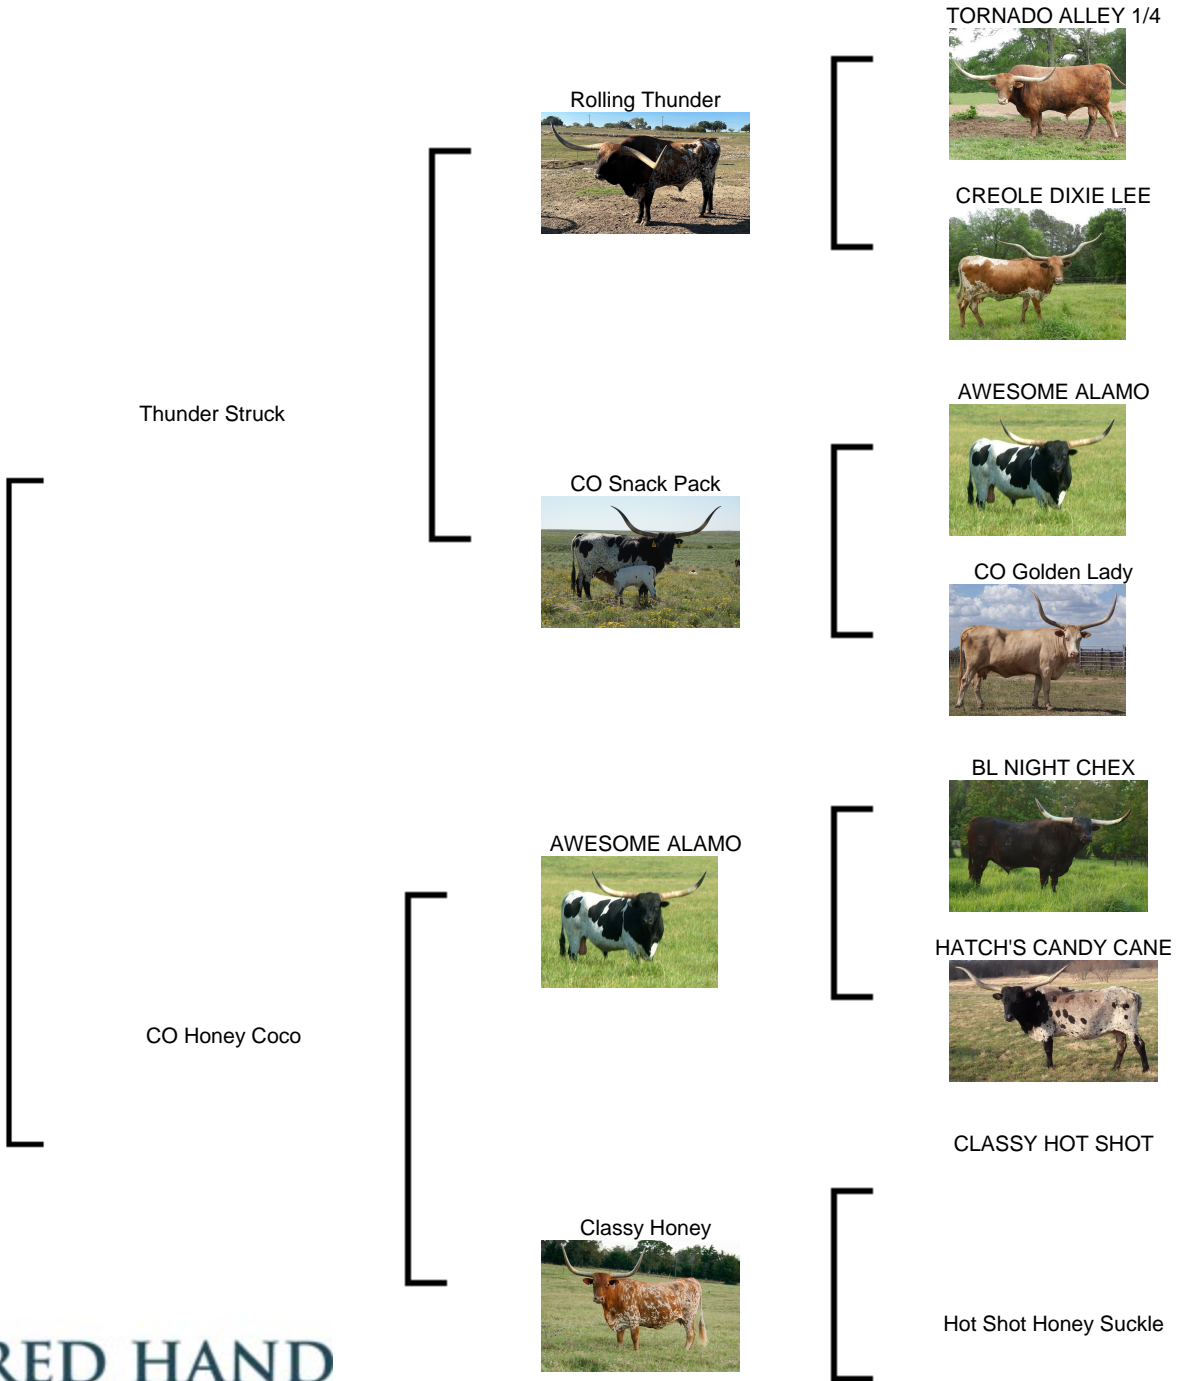 TORNADO ALLEY 1/4
Rolling Thunder
CREOLE DIXIE LEE
Thunder Struck
AWESOME ALAMO
CO Snack Pack
CO Golden Lady
BL NIGHT CHEX
AWESOME ALAMO
HATCH'S CANDY CANE
CO Honey Coco
CLASSY HOT SHOT
Classy Honey
Hot Shot Honey Suckle
RED HAND